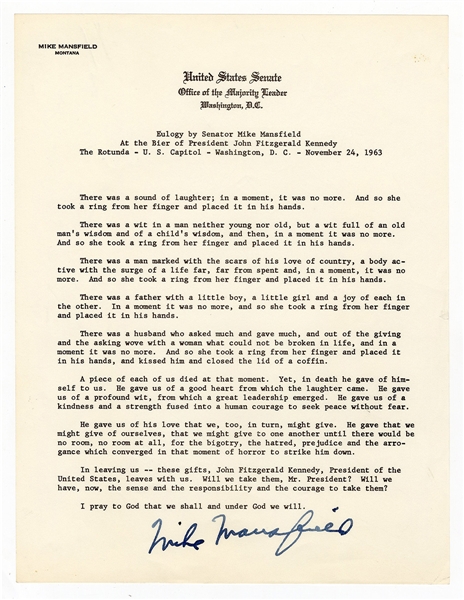 MIKE MANSFIELD
MONTANA
United States Senate
Office of the Majority Leader
Washington, D.C.
Eulogy by Senator Mike Mansfield
At the Bier of President John Fitzgerald Kennedy
The Rotunda - U. S. Capitol - Washington, D. C. - November 24, 1963
There was a sound of laughter; in a moment, it was no more. And so she
took a ring from her finger and placed it in his hands.
There was a wit in a man neither young nor old, but a wit full of an old
man's wisdom and of a child's wisdom, and then, in a moment it was no more.
And so she took a ring from her finger and placed it in his hands.
There was a man marked with the scars of his love of country, a body ac-
tive with the surge of a life far, far from spent and, in a moment, it was no
more. And so she took a ring from her finger and placed it in his hands.
There was a father with a little boy, a little girl and a joy of each in
the other. In a moment it was no more, and so she took a ring from her finger
and placed it in his hands.
There was a husband who asked much and gave much, and out of the giving
and the asking wove with a woman what could not be broken in life, and in a
moment it was no more. And so she took a ring from her finger and placed it
in his hands, and kissed him and closed the lid of a coffin.
A piece of each of us died at that moment. Yet, in death he gave of him-
self to us. He gave us of a good heart from which the laughter came. He gave
us of a profound wit, from which a great leadership emerged. He gave us of a
kindness and a strength fused into a human courage to seek peace without fear.
He gave us of his love that we, too, in turn, might give. He gave that we
might give of ourselves, that we might give to one another until there would be
no room, no room at all, for the bigotry, the hatred, prejudice and the arro-
gance which converged in that moment of horror to strike him down.
In leaving us -- these gifts, John Fitzgerald Kennedy, President of the
United States, leaves with us. Will we take them, Mr. President? Will we
have, now, the sense and the responsibility and the courage to take them?
I pray to God that we shall and under God we will.
Mike Mansfield